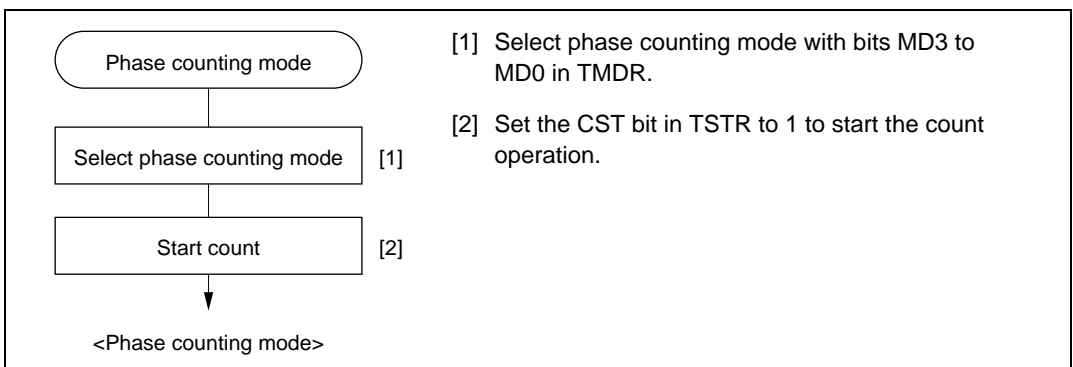 Phase counting mode
Select phase counting mode [1]
Start count [2]
<Phase counting mode>
[1] Select phase counting mode with bits MD3 to
MD0 in TMDR.
[2] Set the CST bit in TSTR to 1 to start the count
operation.